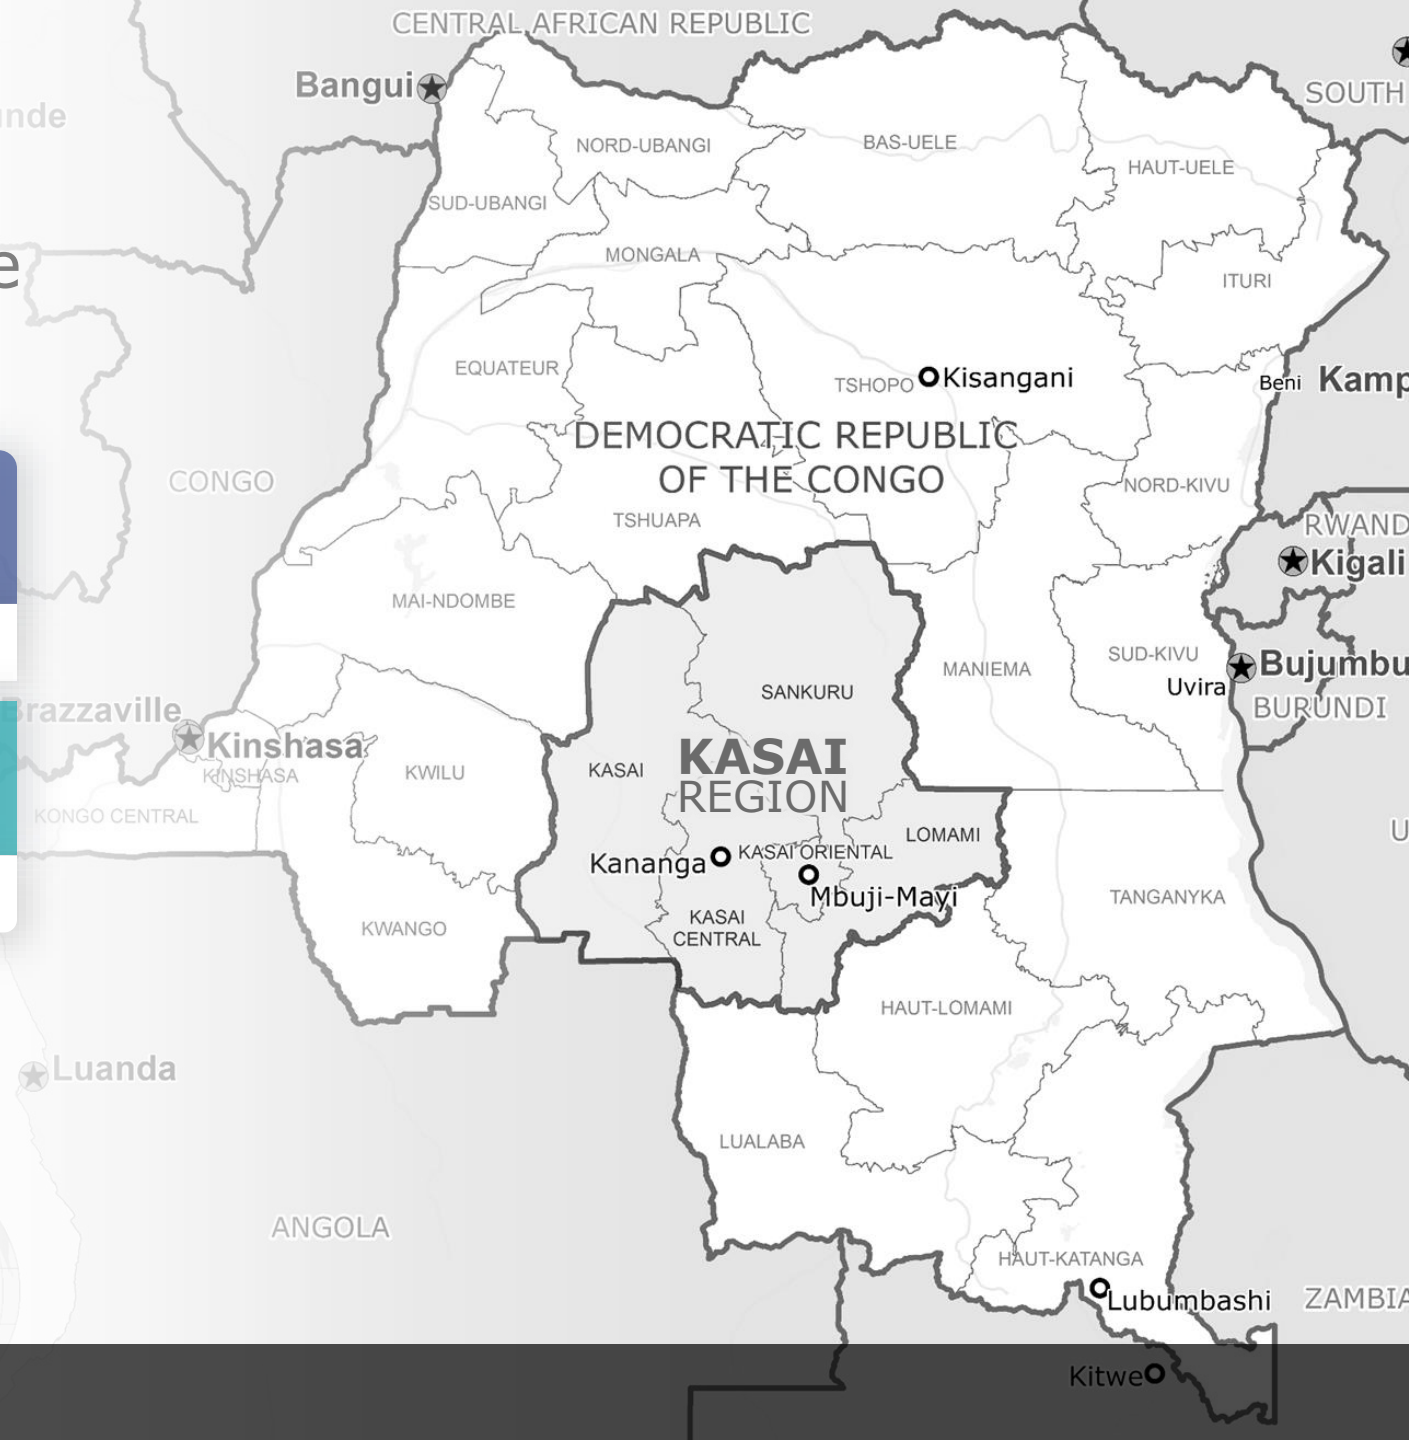 CENTRAL AFRICAN REPUBLIC
Bangui
SOUTH
NORD-UBANGI
BAS-UELE
HAUT-UELE
SUD-UBANGI
MONGALA
ITURI
EQUATEUR
TSHOPO
Kisangani
Beni
Kamp
DEMOCRATIC REPUBLIC
OF THE CONGO
CONGO
NORD-KIVU
TSHUAPA
RWAND
Kigali
MAI-NDOMBE
SUD-KIVU
MANIEMA
Bujumbu
Uvira
SANKURU
BURUNDI
Brazzaville
Kinshasa
KINSHASA
KASAI
REGION
KASAI
KWILU
KONGO CENTRAL
LOMAMI
KASAI ORIENTAL
Kananga
Mbuji-Mayi
TANGANYKA
KASAI
CENTRAL
KWANGO
HAUT-LOMAMI
Luanda
LUALABA
ANGOLA
HAUT-KATANGA
Lubumbashi
ZAMBIA
Kitwe